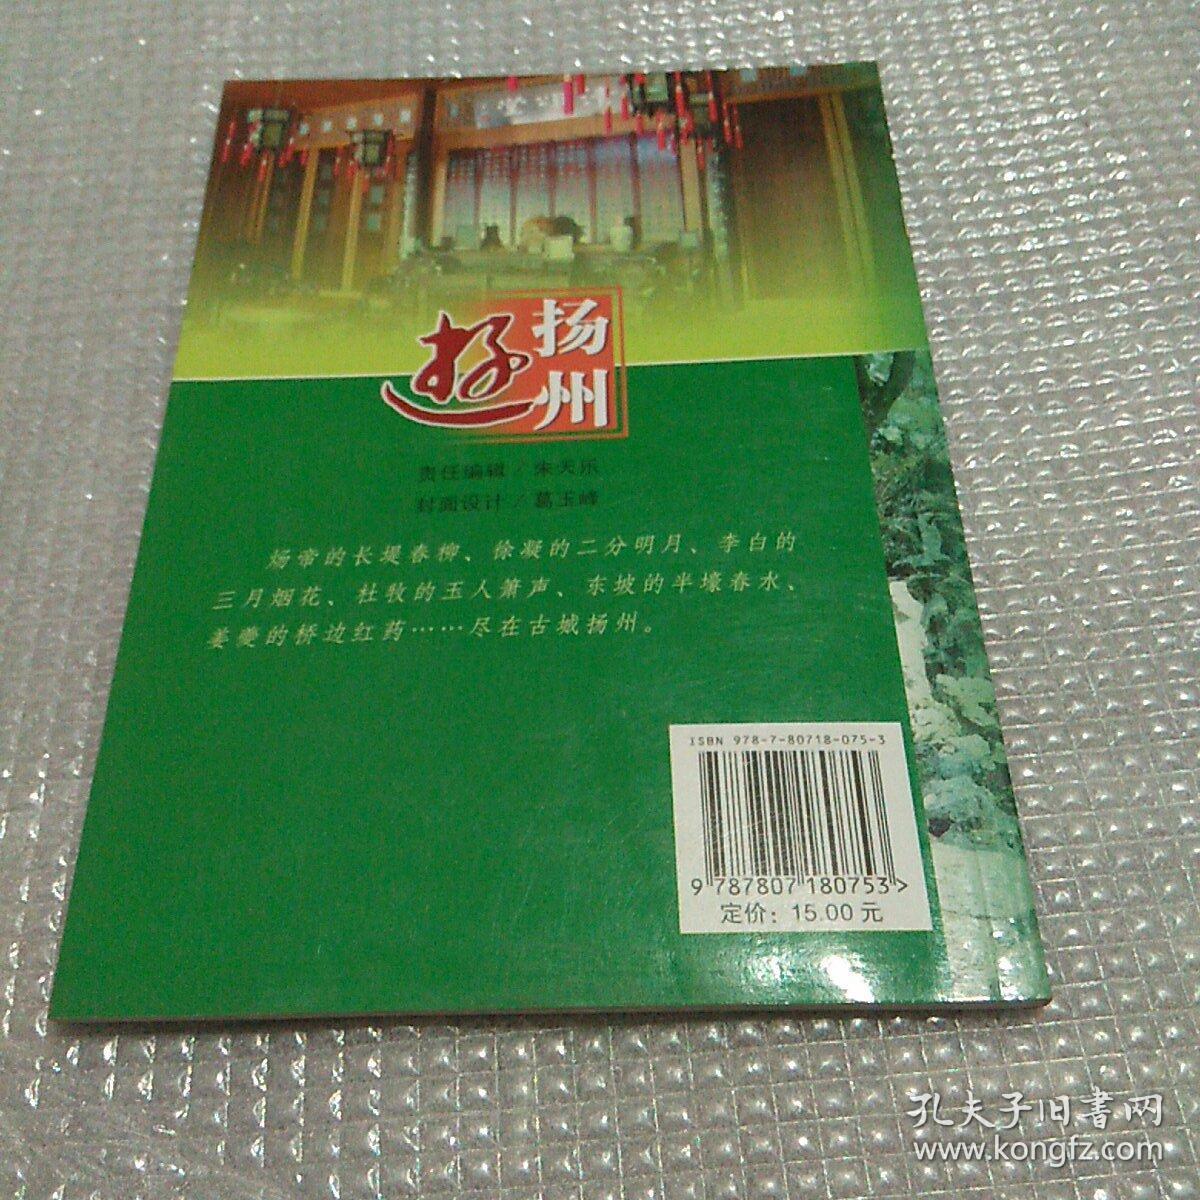 游
扬州
责任编辑/朱天乐
封面设计/葛玉峰
炀帝的长堤春柳、徐凝的二分明月、李白的
三月烟花、杜牧的玉人箫声、东坡的半壕春水、
姜夔的桥边红药……尽在古城扬州。
ISBN 978-7-80718-075-3
9 787807 180753>
定价：15.00元
孔夫子旧書网
www.kongfz.com